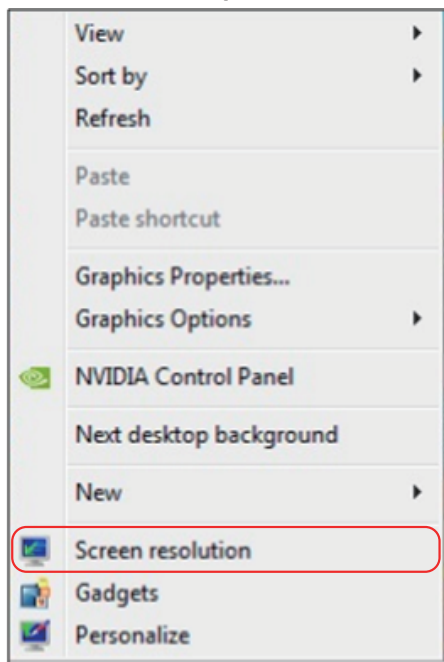 View
Sort by
Refresh
Paste
Paste shortcut
Graphics Properties...
Graphics Options
NVIDIA Control Panel
Next desktop background
New
Screen resolution
Gadgets
Personalize